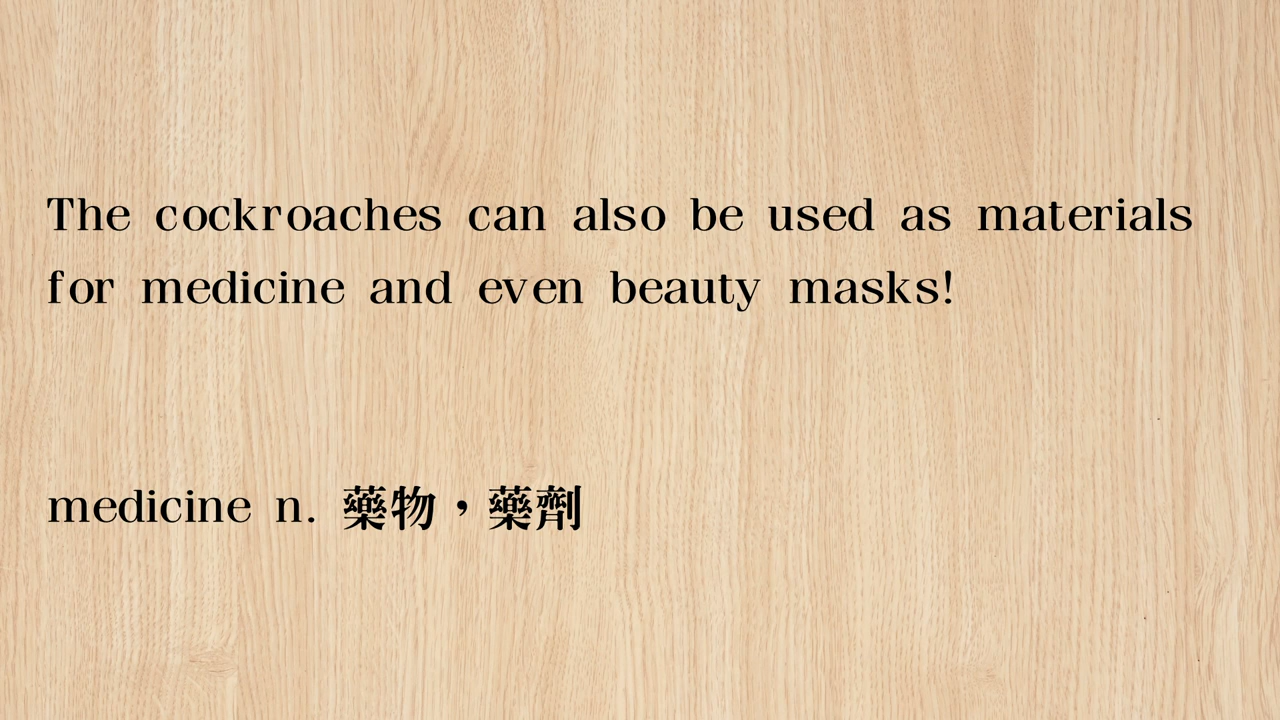 The cockroaches can also be used as materials
for medicine and even beauty masks!
medicine n. 藥物，藥劑